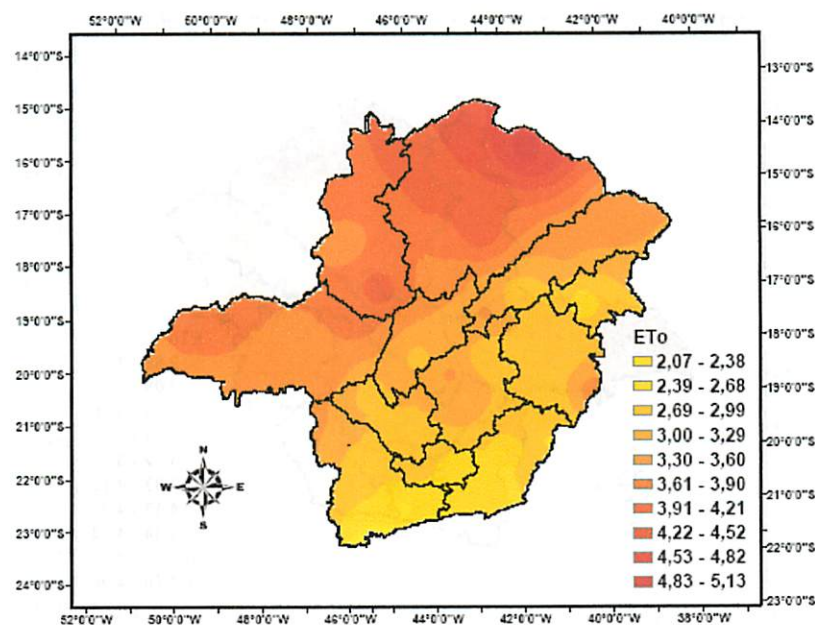 52°0'0"W 50°0'0"W 48°0'0"W 46°0'0"W 44°0'0"W 42°0'0"W 40°0'0"W
14°0'0"S
13°0'0"S
15°0'0"S
14°0'0"S
16°0'0"S
15°0'0"S
17°0'0"S
16°0'0"S
18°0'0"S
17°0'0"S
19°0'0"S
18°0'0"S
20°0'0"S
19°0'0"S
21°0'0"S
20°0'0"S
22°0'0"S
21°0'0"S
23°0'0"S
22°0'0"S
24°0'0"S
23°0'0"S
ETo
2,07 - 2,38
2,39 - 2,68
2,69 - 2,99
3,00 - 3,29
3,30 - 3,60
3,61 - 3,90
3,91 - 4,21
4,22 - 4,52
4,53 - 4,82
4,83 - 5,13
N
W E
S
52°0'0"W 50°0'0"W 48°0'0"W 46°0'0"W 44°0'0"W 42°0'0"W 40°0'0"W